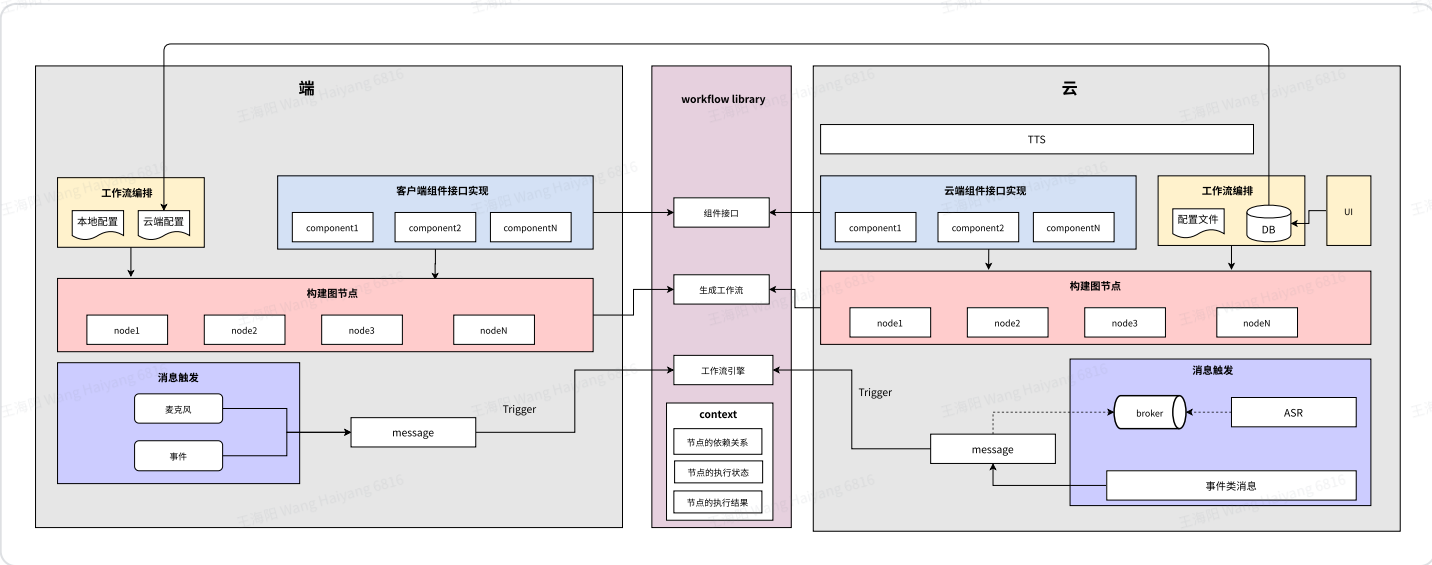 端
工作流编排
本地配置
云端配置
客户端组件接口实现
component1
component2
componentN
构建图节点
node1
node2
node3
nodeN
消息触发
麦克风
事件
message
Trigger
workflow library
组件接口
生成工作流
工作流引擎
context
节点的依赖关系
节点的执行状态
节点的执行结果
云
TTS
云端组件接口实现
component1
component2
componentN
工作流编排
配置文件
DB
UI
构建图节点
node1
node2
node3
nodeN
Trigger
message
消息触发
broker
ASR
事件类消息
王海阳 Wang Haiyang 6816